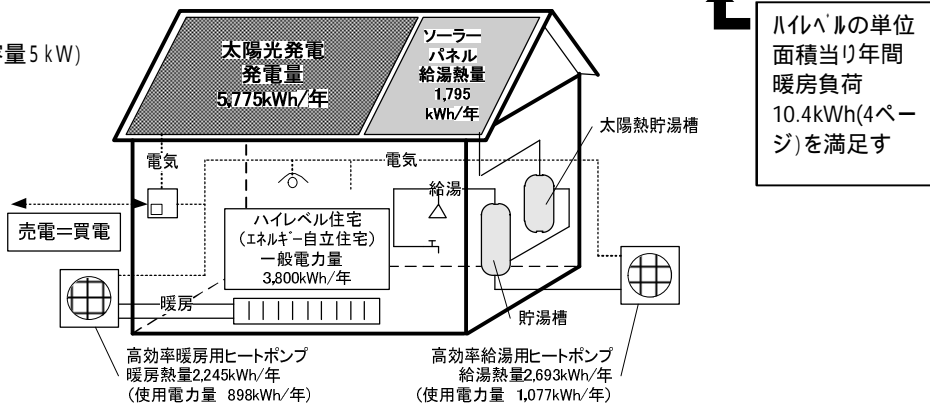 容量5kW)
太陽光発電
発電量
5,775kWh/年
ソーラー
パネル
給湯熱量
1,795
kWh/年
ハイレベルの単位
面積当り年間
暖房負荷
10.4kWh(4ペー
ジ)を満足す
太陽熱貯湯槽
電気
電気
給湯
売電=買電
ハイレベル住宅
(エネルギー自立住宅)
一般電力量
3,800kWh/年
暖房
貯湯槽
高効率暖房用ヒートポンプ
暖房熱量2,245kWh/年
(使用電力量 898kWh/年)
高効率給湯用ヒートポンプ
給湯熱量2,693kWh/年
(使用電力量 1,077kWh/年)